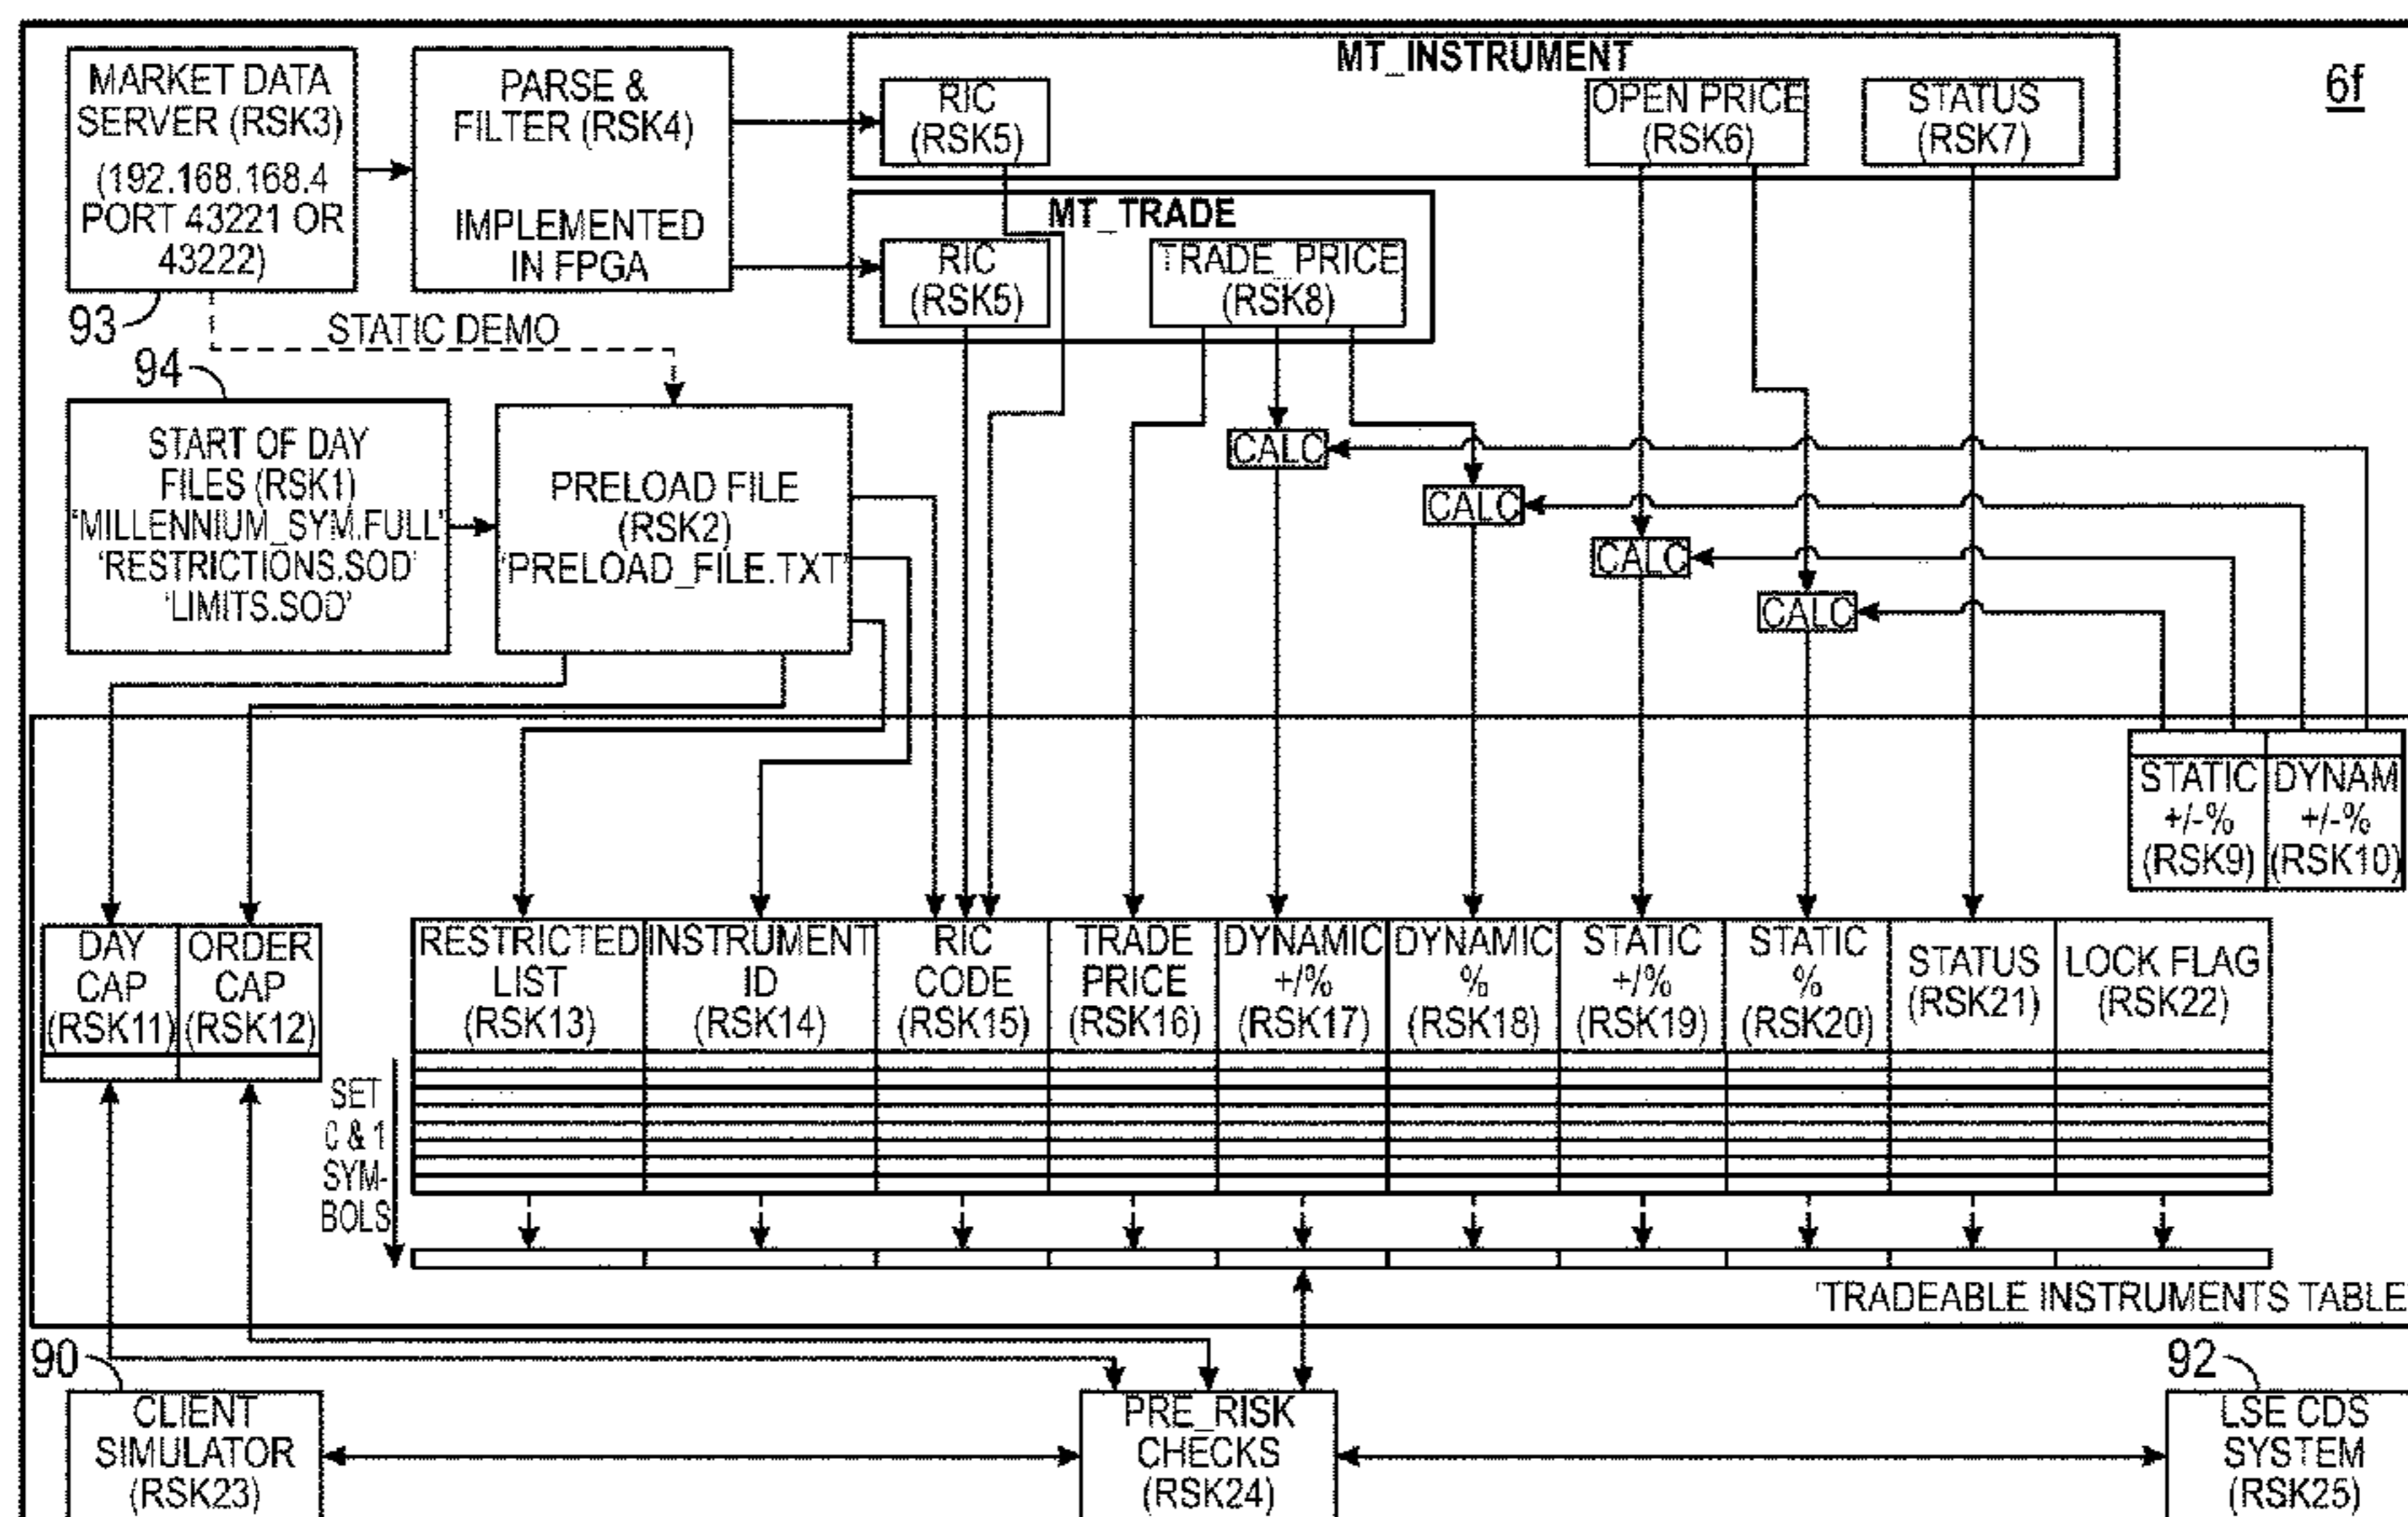 6f
MARKET DATA
SERVER (RSK3)
(192.168.168.4
PORT 43221 OR
43222)
93
PARSE &
FILTER (RSK4)
IMPLEMENTED
IN FPGA
MT_INSTRUMENT
RIC
(RSK5)
OPEN PRICE
(RSK6)
STATUS
(RSK7)
MT_TRADE
RIC
(RSK5)
TRADE_PRICE
(RSK8)
STATIC DEMO
94
START OF DAY
FILES (RSK1)
'MILLENNIUM_SYM.FULL'
'RESTRICTIONS.SOD'
'LIMITS.SOD'
PRELOAD FILE
(RSK2)
'PRELOAD_FILE.TXT'
CALC
CALC
CALC
CALC
STATIC
+/-%
(RSK9)
DYNAM
+/-%
(RSK10)
DAY
CAP
(RSK11)
ORDER
CAP
(RSK12)
RESTRICTED
LIST
(RSK13)
INSTRUMENT
ID
(RSK14)
RIC
CODE
(RSK15)
TRADE
PRICE
(RSK16)
DYNAMIC
+/%
(RSK17)
DYNAMIC
%
(RSK18)
STATIC
+/%
(RSK19)
STATIC
%
(RSK20)
STATUS
(RSK21)
LOCK FLAG
(RSK22)
SET
C & 1
SYM-
BOLS
'TRADEABLE INSTRUMENTS TABLE'
90
CLIENT
SIMULATOR
(RSK23)
PRE_RISK
CHECKS
(RSK24)
92
LSE CDS
SYSTEM
(RSK25)